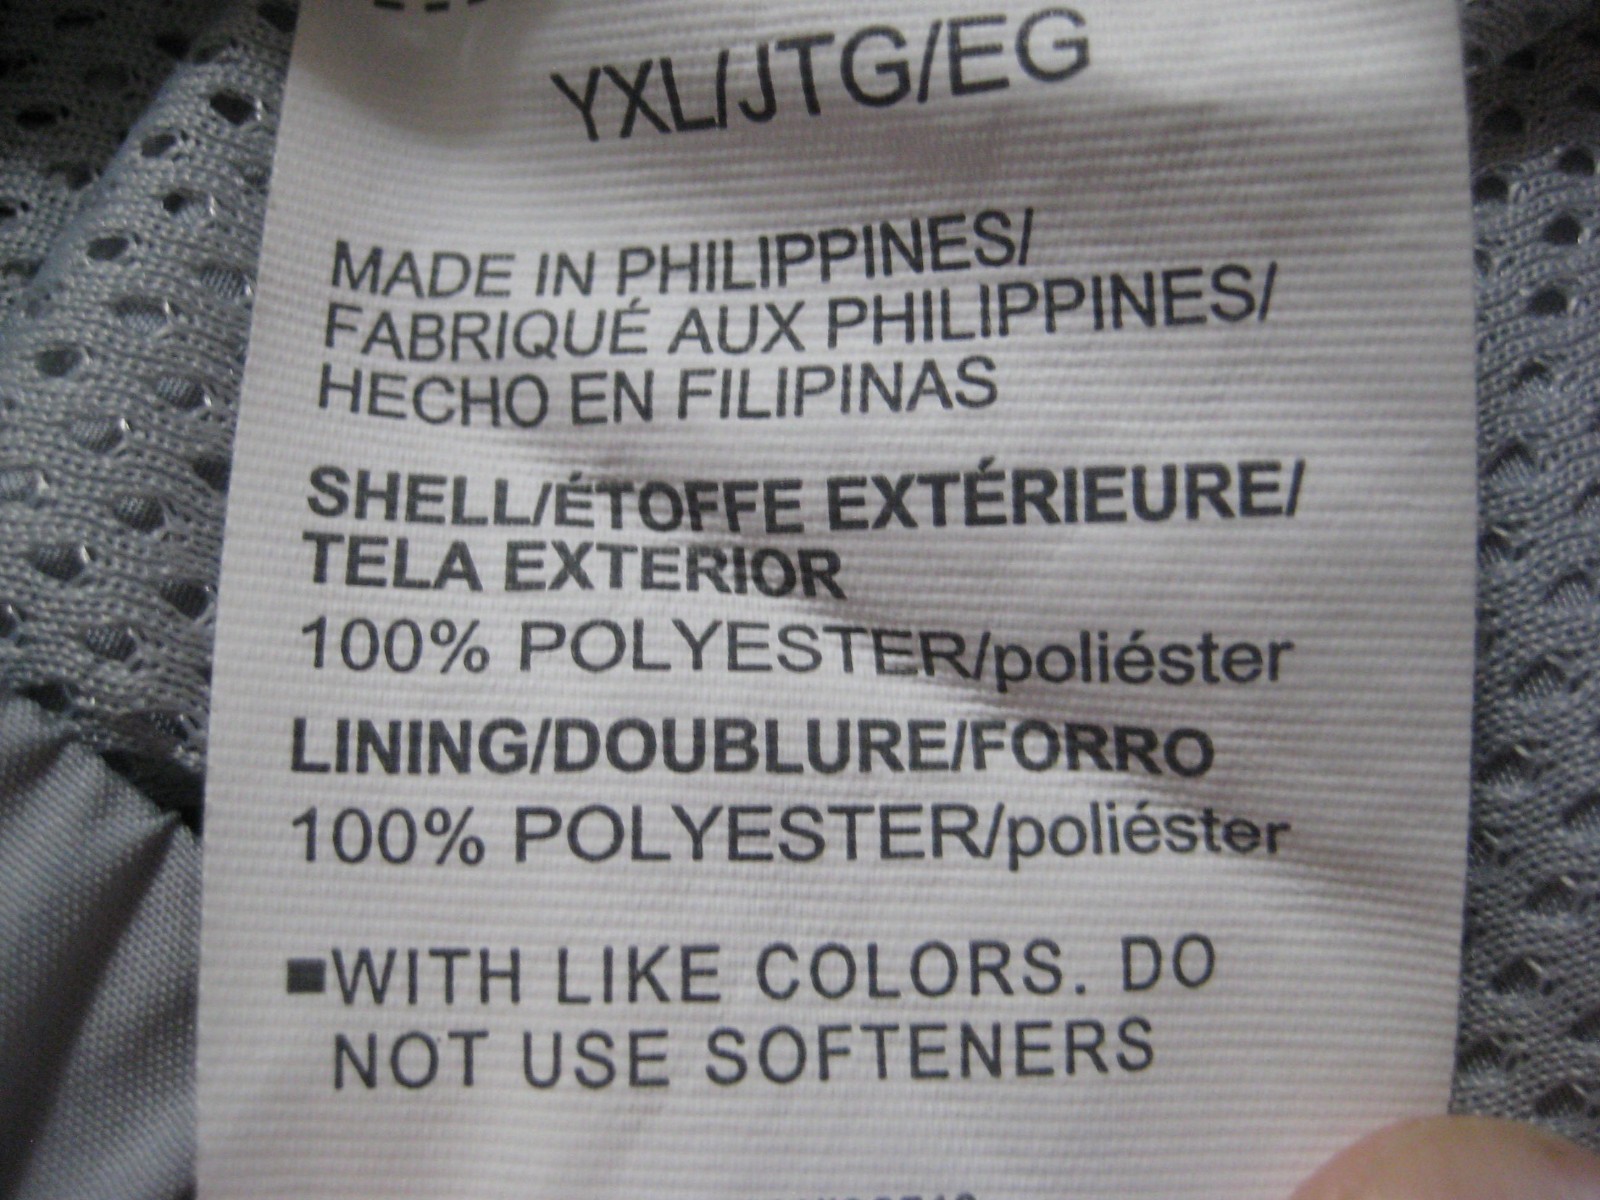 YXL/JTG/EG
MADE IN PHILIPPINES/
FABRIQUÉ AUX PHILIPPINES/
HECHO EN FILIPINAS
SHELL/ÉTOFFE EXTÉRIEURE/
TELA EXTERIOR
100% POLYESTER/poliéster
LINING/DOUBLURE/FORRO
100% POLYESTER/poliéster
■WITH LIKE COLORS. DO
NOT USE SOFTENERS